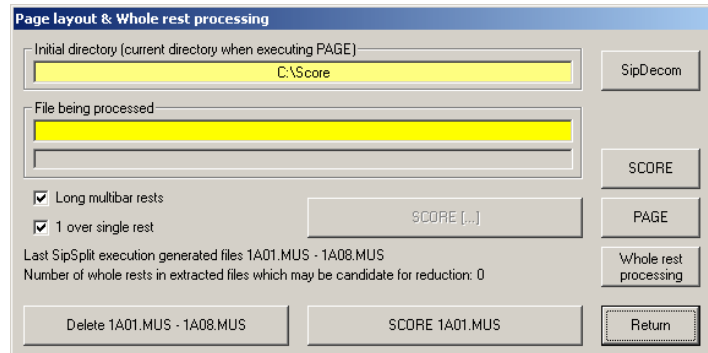 Page layout & Whole rest processing
Initial directory (current directory when executing PAGE)
C:\Score
SipDecom
File being processed
SCORE
Long multibar rests
1 over single rest
SCORE [...]
PAGE
Last SipSplit execution generated files 1A01.MUS - 1A08.MUS
Number of whole rests in extracted files which may be candidate for reduction: 0
Whole rest
processing
Delete 1A01.MUS - 1A08.MUS
SCORE 1A01.MUS
Return